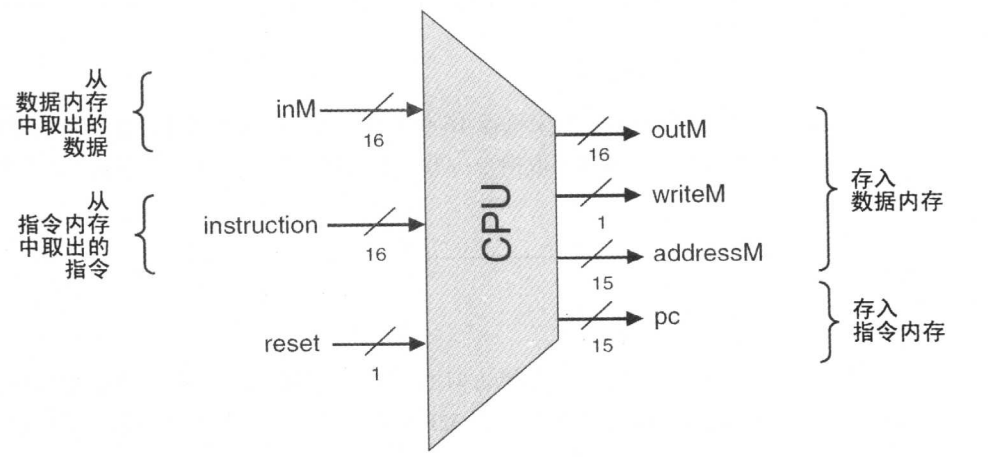 从
数据内存
中取出的
数据
inM
16
从
指令内存
中取出的
指令
instruction
16
reset
1
CPU
outM
16
writeM
1
addressM
15
pc
15
存入
数据内存
存入
指令内存